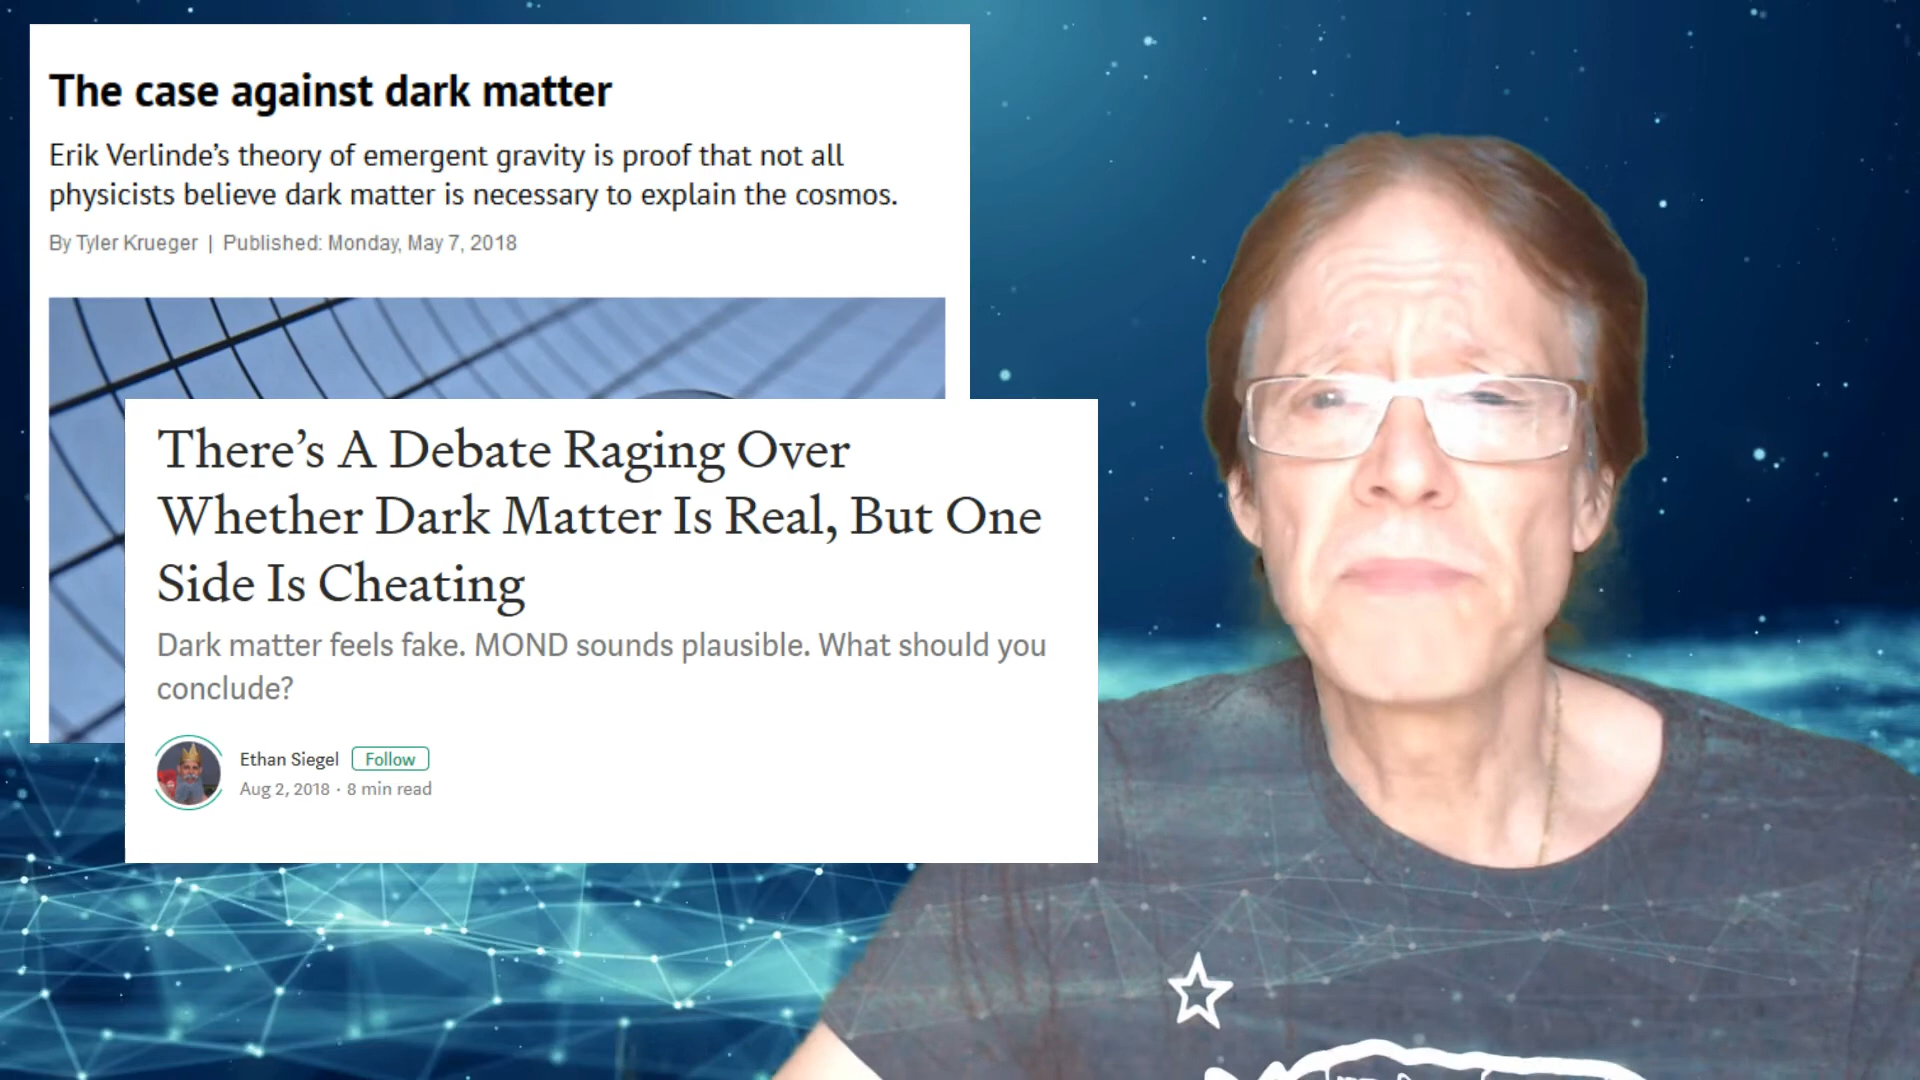 The case against dark matter
Erik Verlinde's theory of emergent gravity is proof that not all
physicists believe dark matter is necessary to explain the cosmos.
By Tyler Krueger | Published: Monday, May 7, 2018
There's A Debate Raging Over
Whether Dark Matter Is Real, But One
Side Is Cheating
Dark matter feels fake. MOND sounds plausible. What should you
conclude?
Ethan Siegel Follow
Aug 2, 2018 · 8 min read